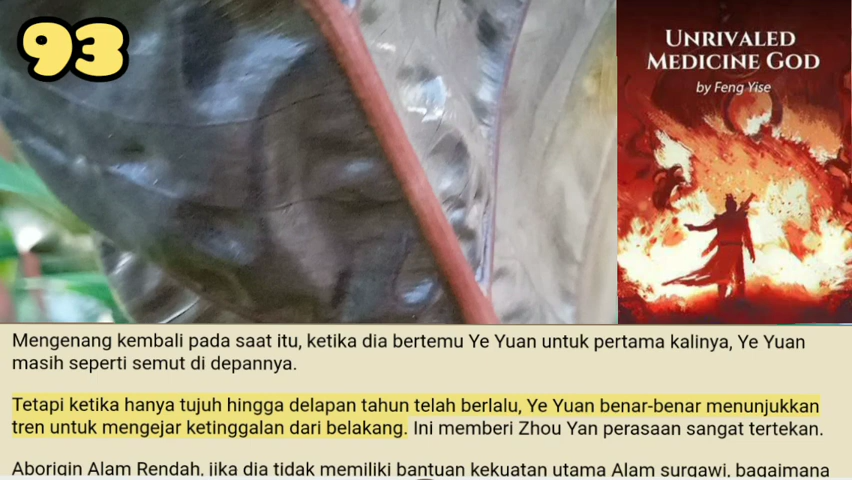 93
UNRIVALED
MEDICINE GOD
by Feng Yise
Mengenang kembali pada saat itu, ketika dia bertemu Ye Yuan untuk pertama kalinya, Ye Yuan
masih seperti semut di depannya.
Tetapi ketika hanya tujuh hingga delapan tahun telah berlalu, Ye Yuan benar-benar menunjukkan
tren untuk mengejar ketinggalan dari belakang. Ini memberi Zhou Yan perasaan sangat tertekan.
Aborigin Alam Rendah, jika dia tidak memiliki bantuan kekuatan utama Alam surgawi, bagaimana